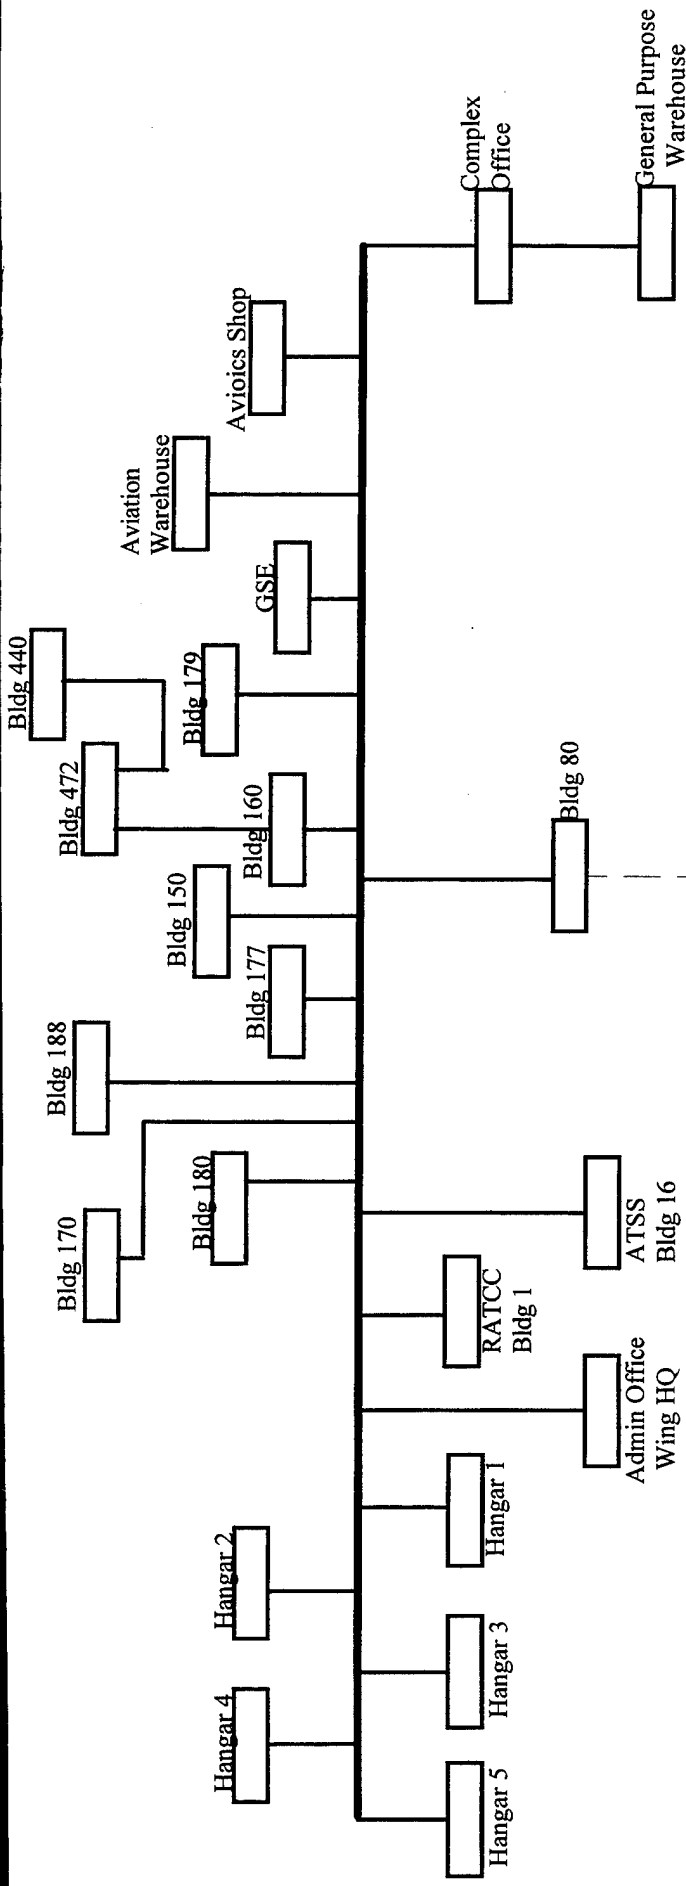 Bldg 440
Bldg 472
Bldg 188
Bldg 170
Aviation
Warehouse
Avioics Shop
Bldg 179
GSE
Bldg 160
Bldg 150
Bldg 177
Bldg 180
Hangar 2
Hangar 4
Complex
Office
General Purpose
Warehouse
Bldg 80
ATSS
Bldg 16
RATCC
Bldg 1
Admin Office
Wing HQ
Hangar 1
Hangar 3
Hangar 5